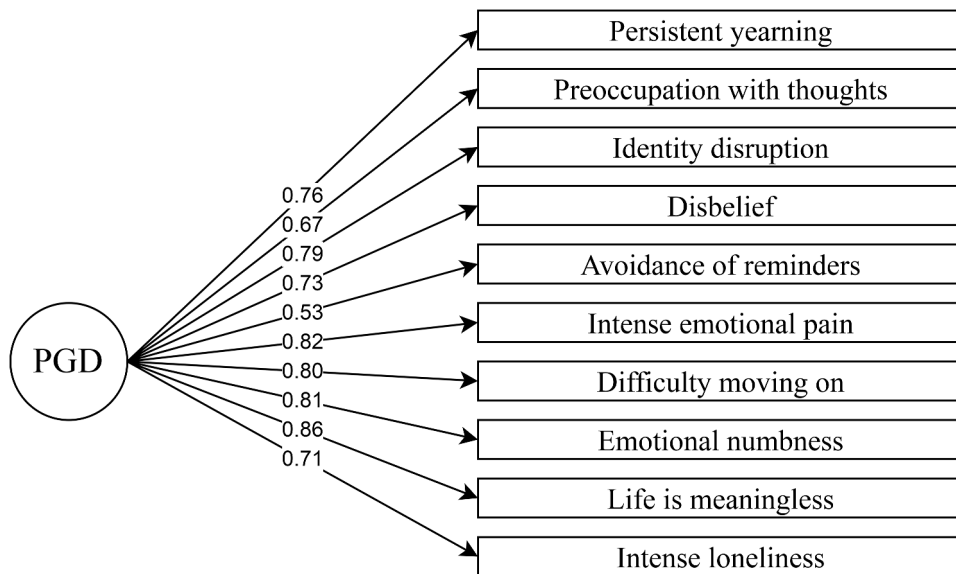 Persistent yearning
Preoccupation with thoughts
Identity disruption
0.76
Disbelief
0.67
0.79
Avoidance of reminders
0.73
0.53
Intense emotional pain
0.82
PGD
0.80
Difficulty moving on
0.81
0.86
Emotional numbness
0.71
Life is meaningless
Intense loneliness